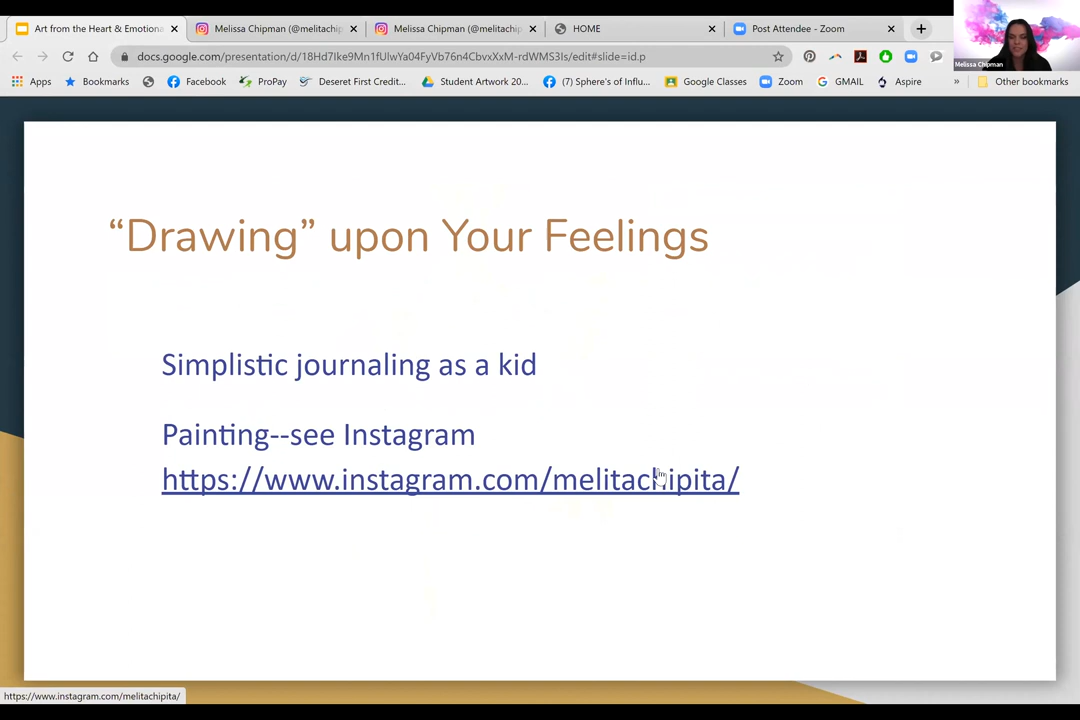 Art from the Heart & Emotiona
Melissa Chipman (@melitachip
Melissa Chipman (@melitachip
HOME
Post Attendee - Zoom
docs.google.com/presentation/d/18Hd7Ike9Mn1fUlwYa04FyVb76n4CbvxXxM-rdWMS3Is/edit#slide=id.p
Apps
Bookmarks
Facebook
ProPay
Deseret First Credit...
Student Artwork 20...
(7) Sphere's of Influ...
Google Classes
Zoom
GMAIL
Aspire
»
Other bookmarks
Melissa Chipman
“Drawing” upon Your Feelings
Simplistic journaling as a kid
Painting--see Instagram
https://www.instagram.com/melitachipita/
https://www.instagram.com/melitachipita/